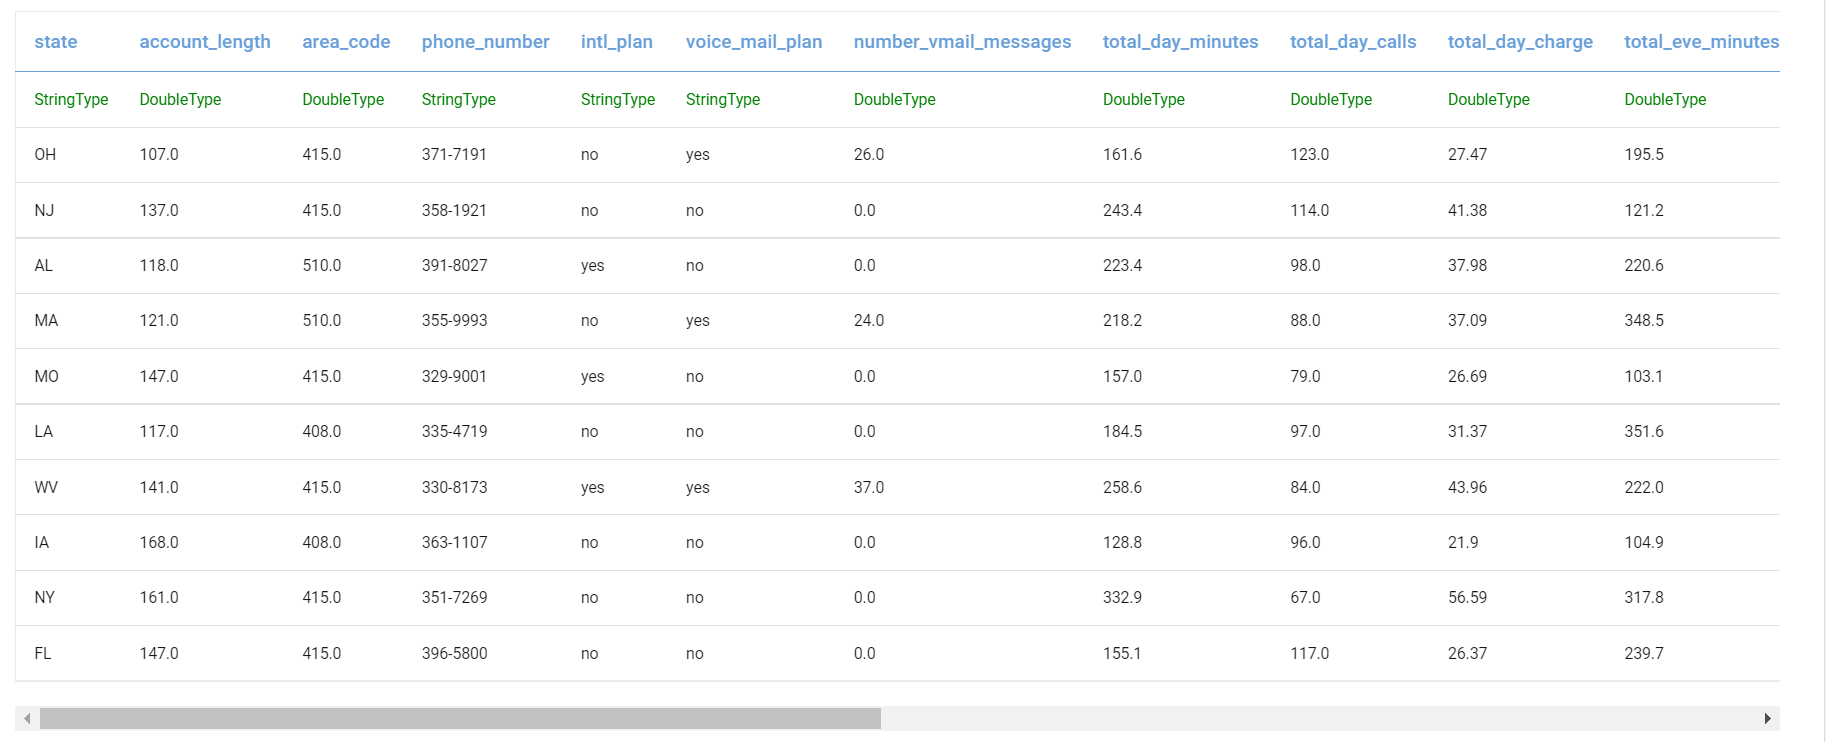 state account_length area_code phone_number intl_plan voice_mail_plan number_vmail_messages total_day_minutes total_day_calls total_day_charge total_eve_minutes
StringType DoubleType DoubleType StringType StringType StringType DoubleType DoubleType DoubleType DoubleType DoubleType
OH 107.0 415.0 371-7191 no yes 26.0 161.6 123.0 27.47 195.5
NJ 137.0 415.0 358-1921 no no 0.0 243.4 114.0 41.38 121.2
AL 118.0 510.0 391-8027 yes no 0.0 223.4 98.0 37.98 220.6
MA 121.0 510.0 355-9993 no yes 24.0 218.2 88.0 37.09 348.5
MO 147.0 415.0 329-9001 yes no 0.0 157.0 79.0 26.69 103.1
LA 117.0 408.0 335-4719 no no 0.0 184.5 97.0 31.37 351.6
WV 141.0 415.0 330-8173 yes yes 37.0 258.6 84.0 43.96 222.0
IA 168.0 408.0 363-1107 no no 0.0 128.8 96.0 21.9 104.9
NY 161.0 415.0 351-7269 no no 0.0 332.9 67.0 56.59 317.8
FL 147.0 415.0 396-5800 no no 0.0 155.1 117.0 26.37 239.7